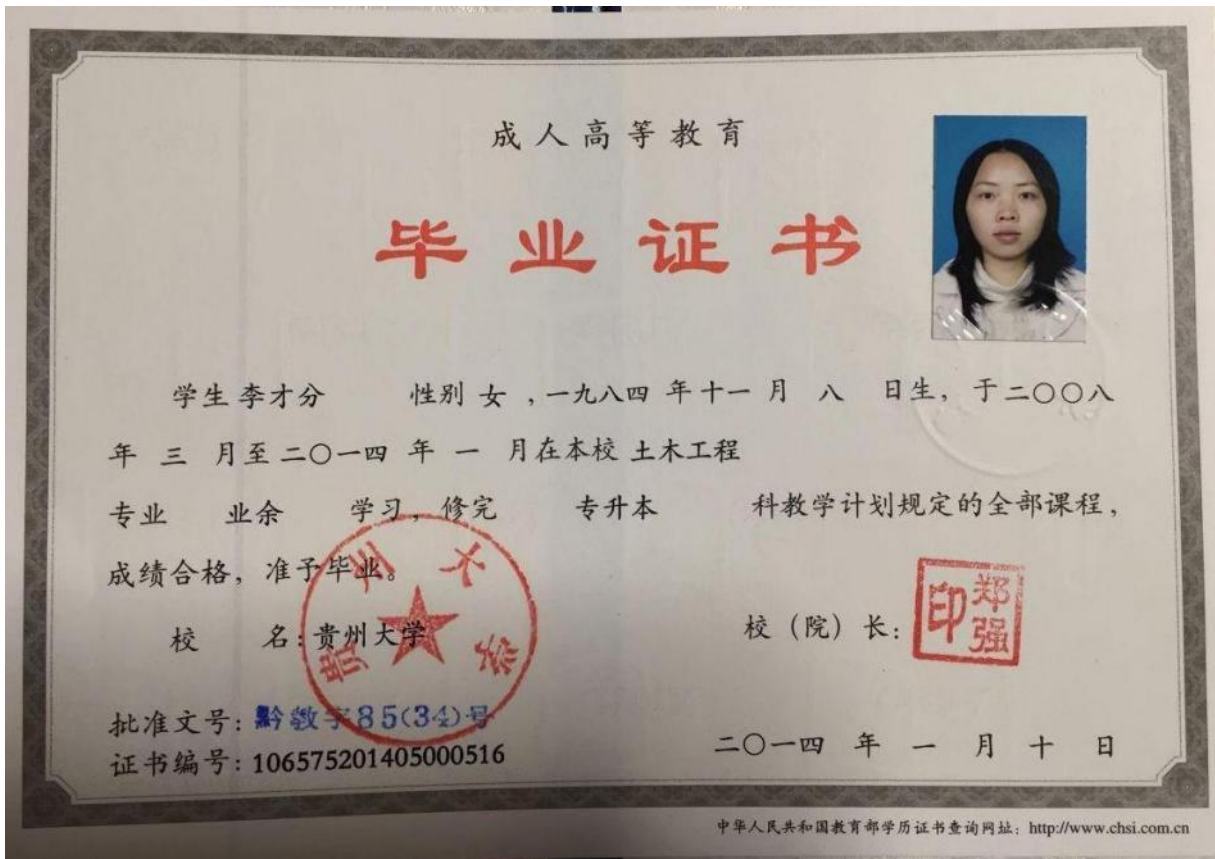 成人高等教育
毕业证书
学生 李才分 性别 女 ，一九八四 年 十一 月 八 日生，于二〇〇八
年 三 月至 二〇一四 年 一 月在本校 土木工程
专业 业余 学习，修完 专升本 科教学计划规定的全部课程，
成绩合格，准予毕业。
校 名：贵州大学
贵州大学
校（院）长：
郑强印
批准文号：黔教字85(34)号
证书编号：106575201405000516
二〇一四 年 一 月 十 日
中华人民共和国教育部学历证书查询网址：http://www.chsi.com.cn